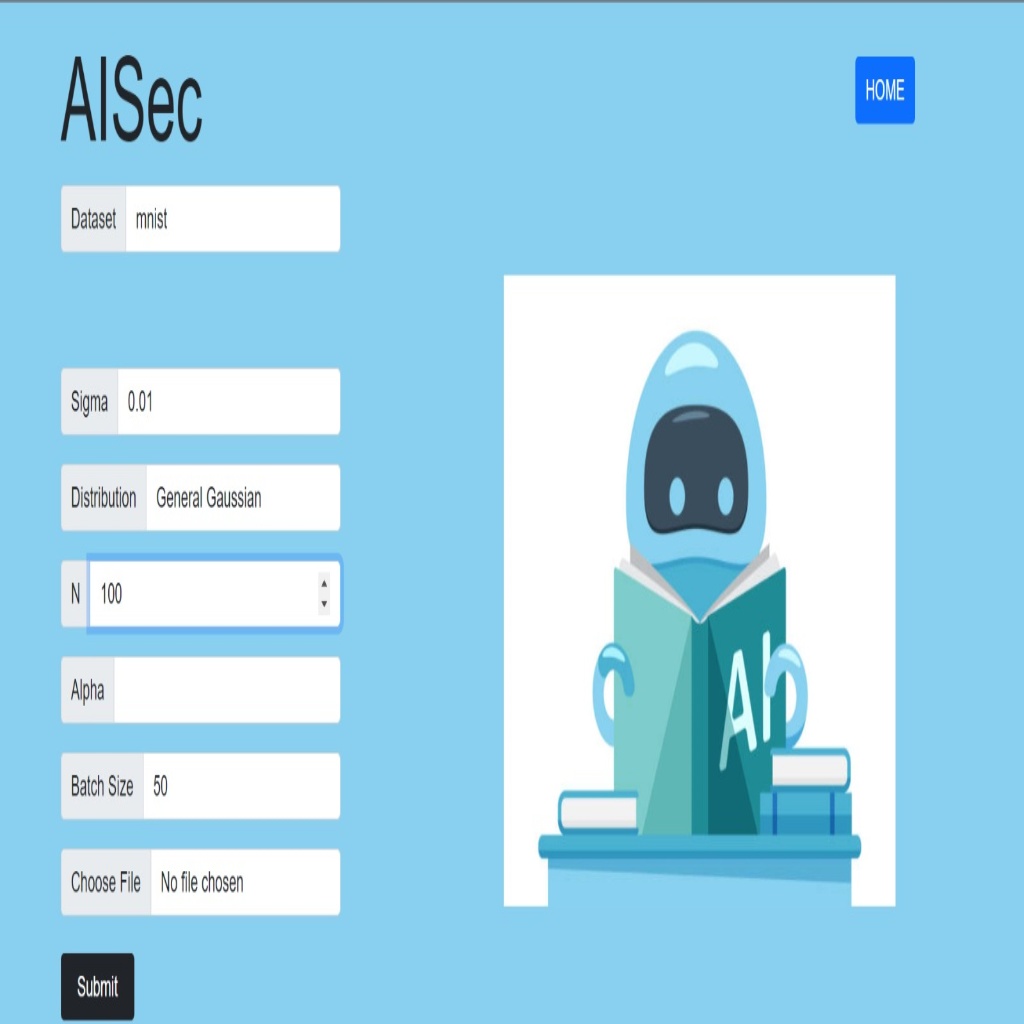 AISec
HOME
Dataset mnist
Sigma 0.01
Distribution General Gaussian
N 100
Alpha
Batch Size 50
Choose File No file chosen
Submit
AI